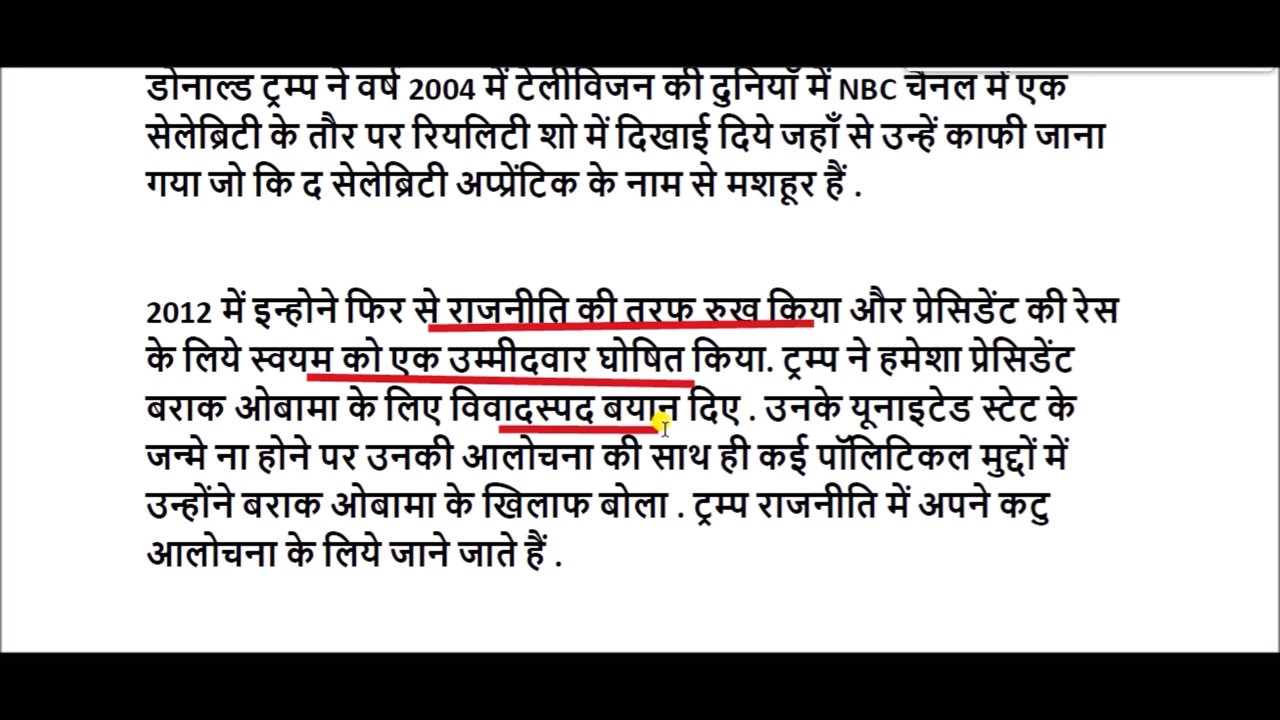 डोनाल्ड ट्रम्प ने वर्ष 2004 में टेलीविजन की दुनियाँ में NBC चैनल में एक
सेलेब्रिटी के तौर पर रियलिटी शो में दिखाई दिये जहाँ से उन्हें काफी जाना
गया जो कि द सेलेब्रिटी अप्प्रेंटिक के नाम से मशहूर हैं .
2012 में इन्होने फिर से राजनीति की तरफ रुख किया और प्रेसिडेंट की रेस
के लिये स्वयम को एक उम्मीदवार घोषित किया. ट्रम्प ने हमेशा प्रेसिडेंट
बराक ओबामा के लिए विवादस्पद बयान दिए . उनके यूनाइटेड स्टेट के
जन्मे ना होने पर उनकी आलोचना की साथ ही कई पॉलिटिकल मुद्दों में
उन्होंने बराक ओबामा के खिलाफ बोला . ट्रम्प राजनीति में अपने कटु
आलोचना के लिये जाने जाते हैं .